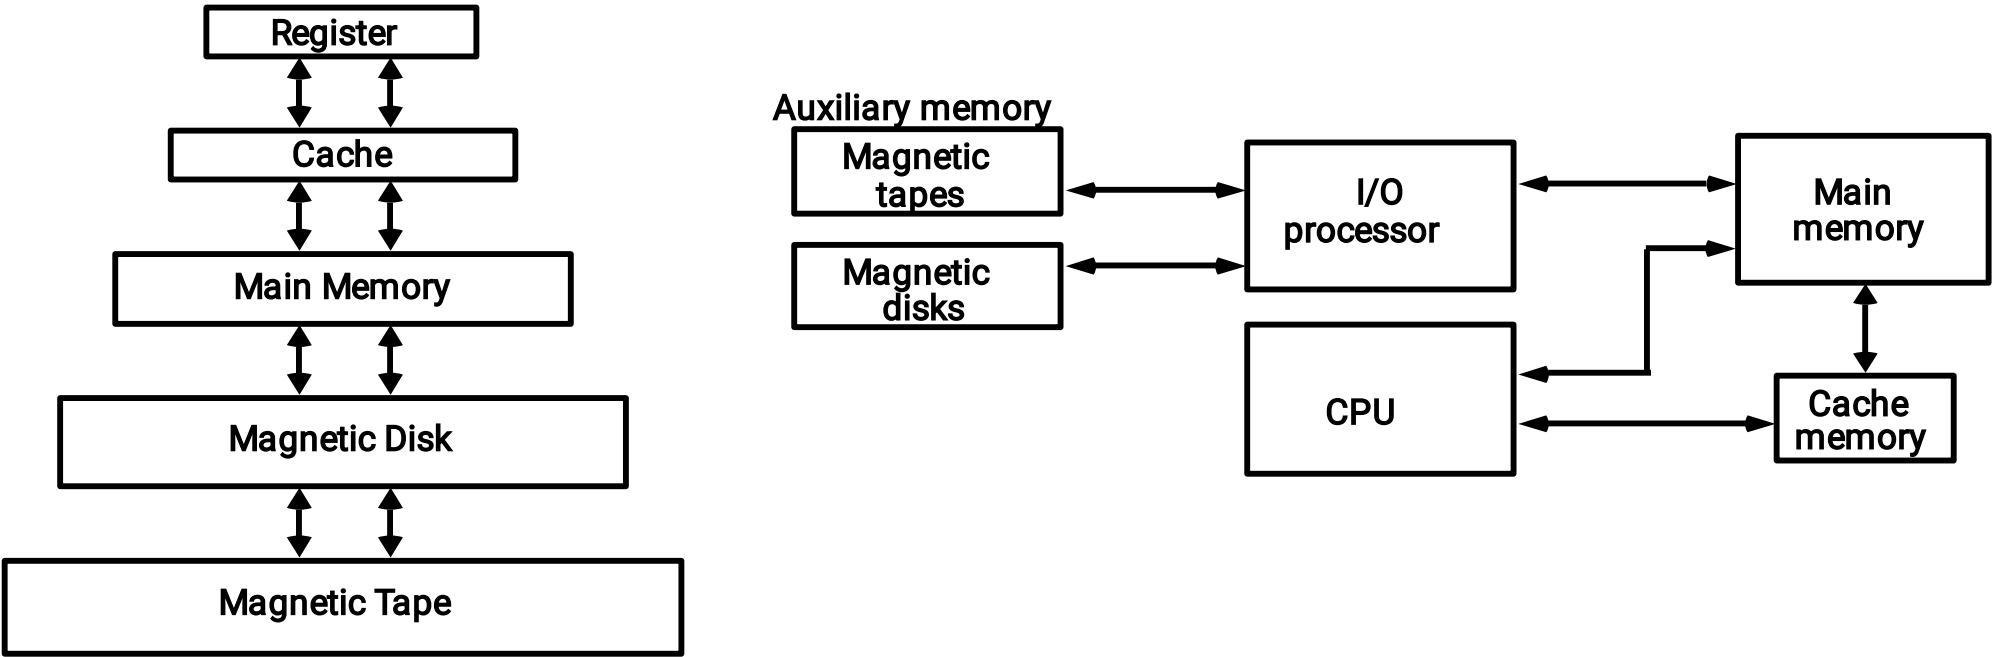 Register
Cache
Main Memory
Magnetic Disk
Magnetic Tape
Auxiliary memory
Magnetic
tapes
Magnetic
disks
I/O
processor
CPU
Main
memory
Cache
memory